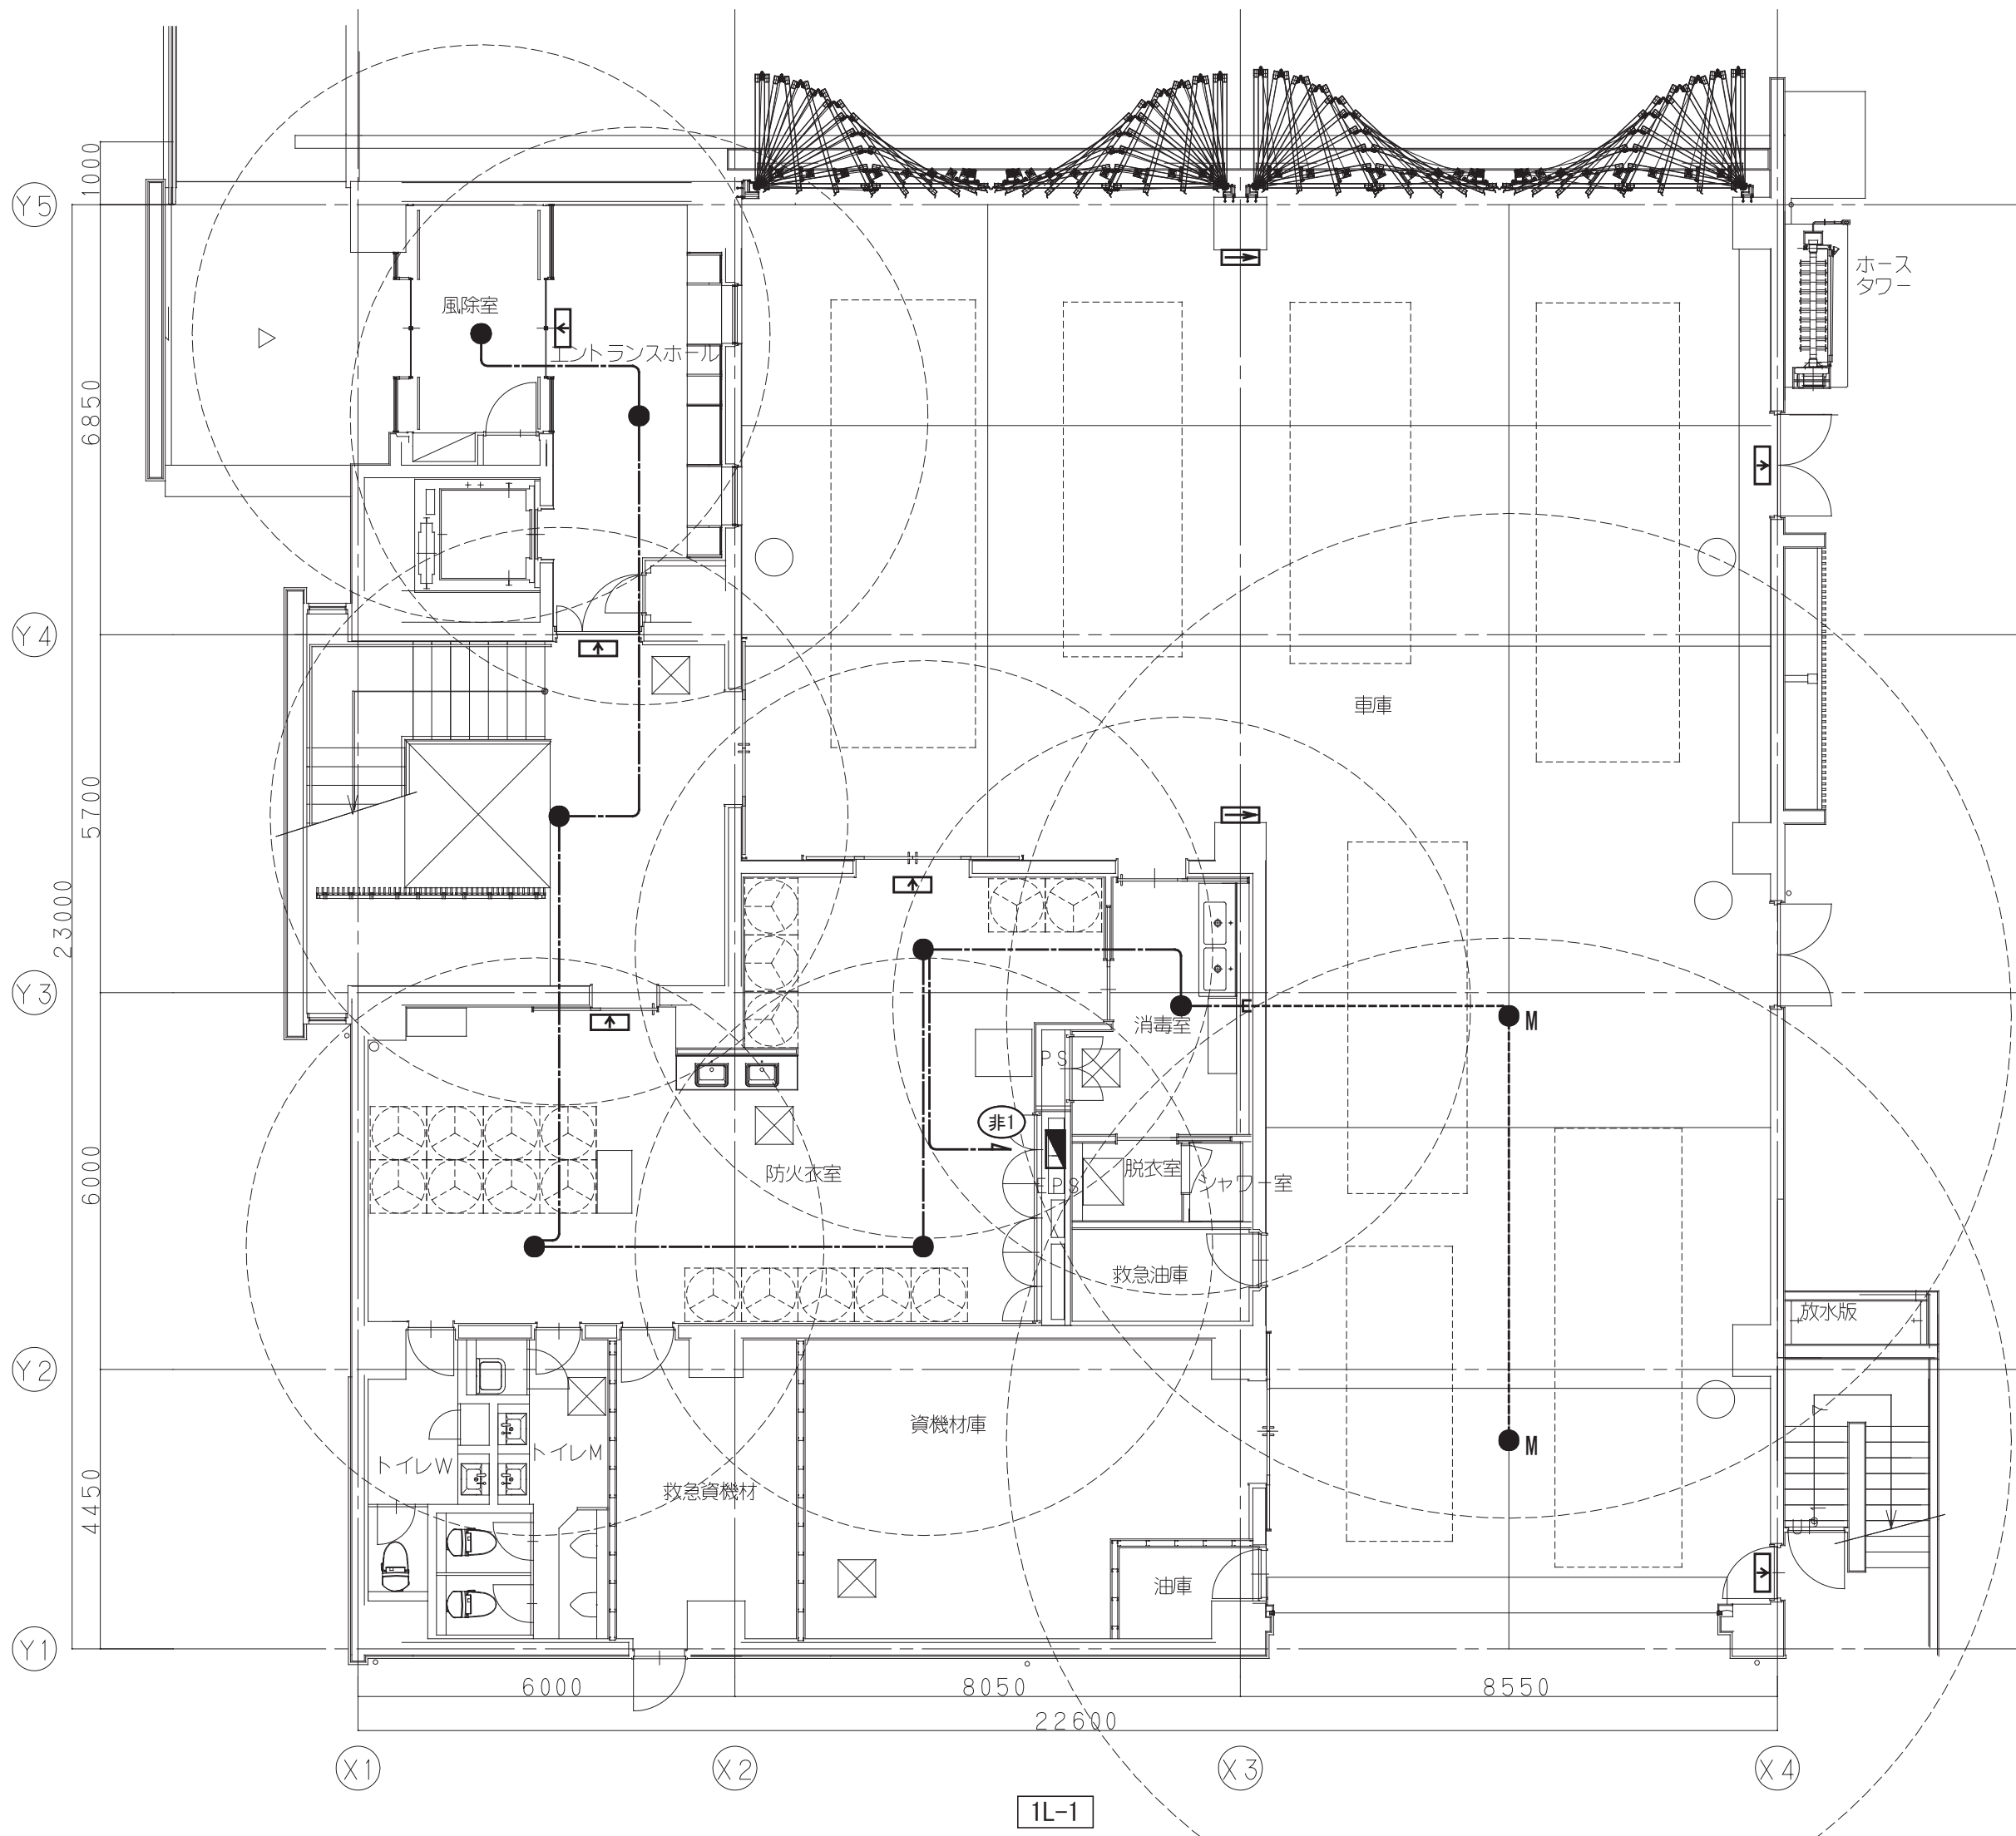 1000
Y5
ホース
タワー
風除室
エントランスホール
6850
Y4
車庫
5700
23000
Y3
消毒室
M
PS
非1
6000
防火衣室
EPS
脱衣室
シャワー室
救急油庫
放水版
Y2
資機材庫
M
トイレW
トイレM
救急資機材
4450
UP
油庫
Y1
6000
8050
8550
22600
X1
X2
X3
X4
1L-1